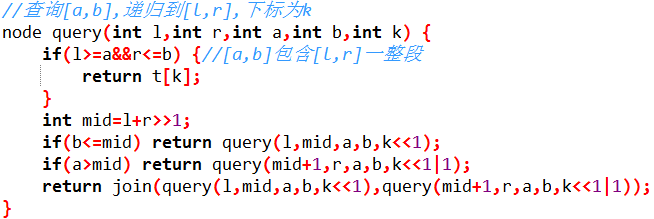 //查询[a,b],递归到[l,r],下标为k
node query(int l,int r,int a,int b,int k) {
    if(l>=a&&r<=b) {//[a,b]包含[l,r]一整段
        return t[k];
    }
    int mid=l+r>>1;
    if(b<=mid) return query(l,mid,a,b,k<<1);
    if(a>mid) return query(mid+1,r,a,b,k<<1|1);
    return join(query(l,mid,a,b,k<<1),query(mid+1,r,a,b,k<<1|1));
}